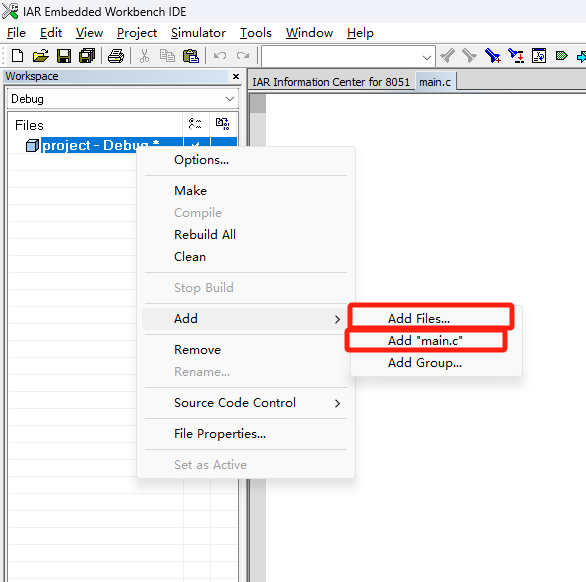 IAR Embedded Workbench IDE
File Edit View Project Simulator Tools Window Help
Workspace
IAR Information Center for 8051 main.c
Debug
Files
project - Debug *
Options...
Make
Compile
Rebuild All
Clean
Stop Build
Add
Add Files...
Add "main.c"
Add Group...
Remove
Rename...
Source Code Control
File Properties...
Set as Active